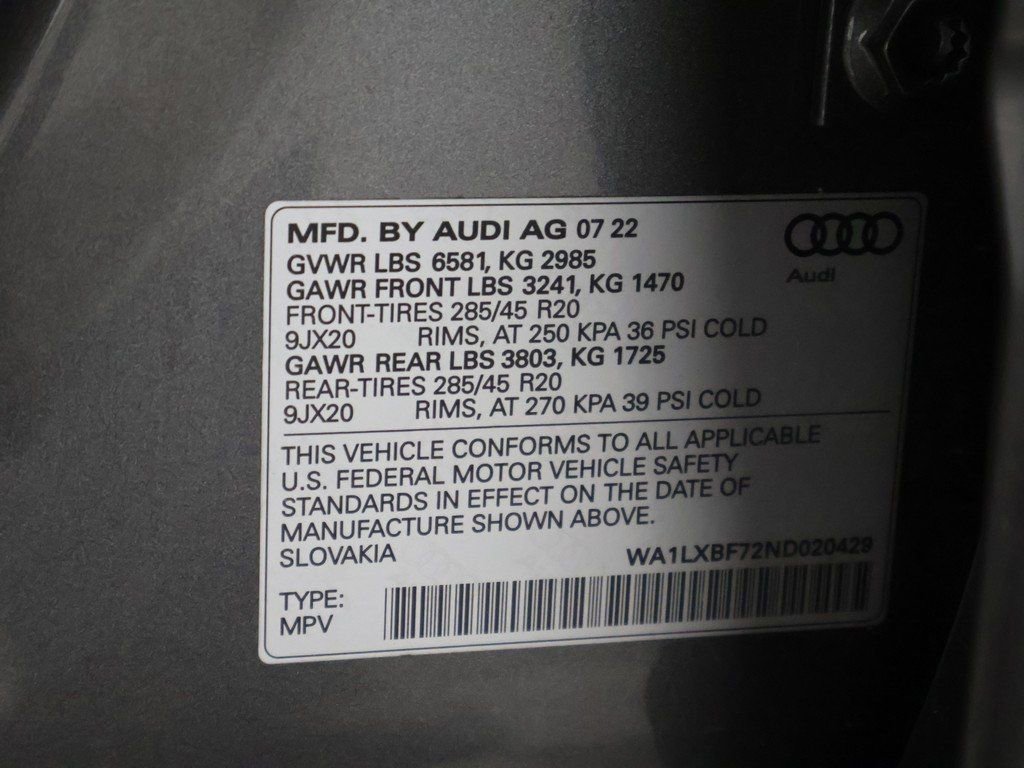 MFD. BY AUDI AG 07 22
Audi
GVWR LBS 6581, KG 2985
GAWR FRONT LBS 3241, KG 1470
FRONT-TIRES 285/45 R20
9JX20 RIMS, AT 250 KPA 36 PSI COLD
GAWR REAR LBS 3803, KG 1725
REAR-TIRES 285/45 R20
9JX20 RIMS, AT 270 KPA 39 PSI COLD
THIS VEHICLE CONFORMS TO ALL APPLICABLE
U.S. FEDERAL MOTOR VEHICLE SAFETY
STANDARDS IN EFFECT ON THE DATE OF
MANUFACTURE SHOWN ABOVE.
SLOVAKIA WA1LXBF72ND020429
TYPE:
MPV